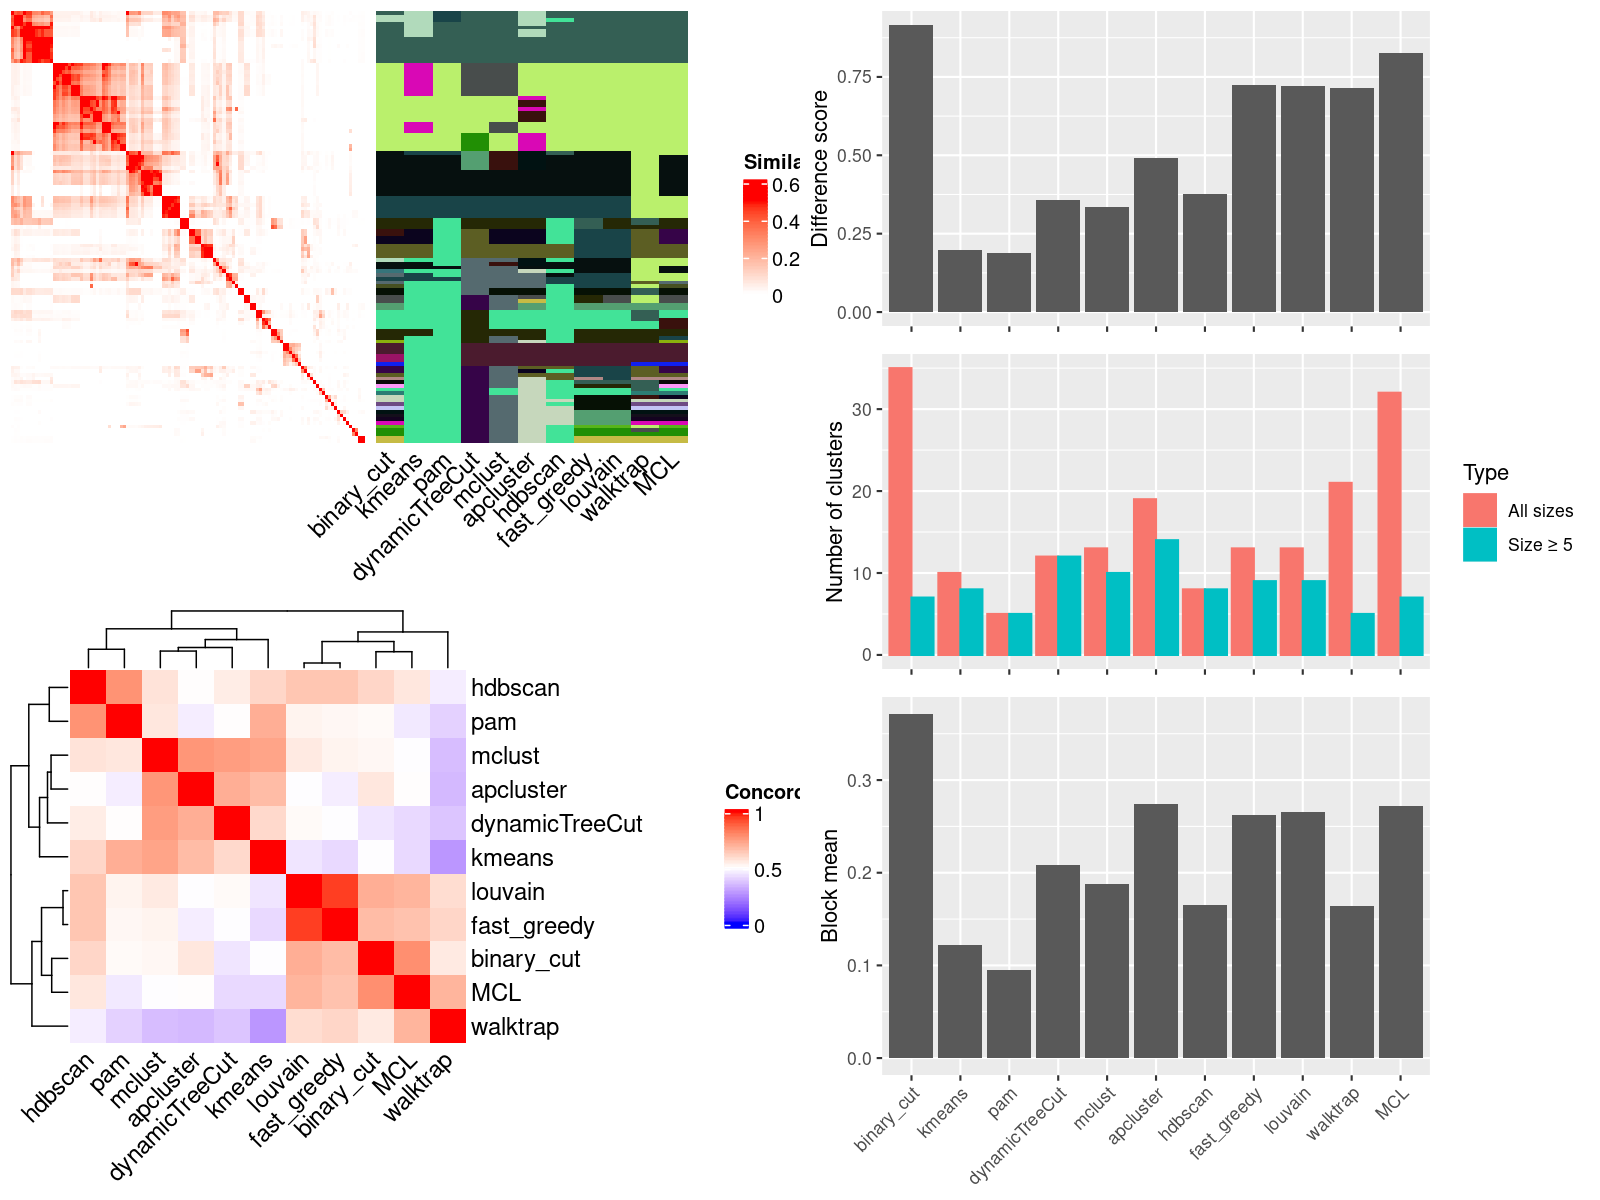 Simila
0.6
0.4
0.2
0
binary_cut
kmeans
pam
dynamicTreeCut
mclust
apcluster
hdbscan
fast_greedy
louvain
walktrap
MCL
hdbscan
pam
mclust
apcluster
dynamicTreeCut
kmeans
louvain
fast_greedy
binary_cut
MCL
walktrap
hdbscan
pam
mclust
apcluster
dynamicTreeCut
kmeans
louvain
fast_greedy
binary_cut
MCL
walktrap
Concord
1
0.5
0
Difference score
0.75
0.50
0.25
0.00
Number of clusters
30
20
10
0
Type
All sizes
Size ≥ 5
Block mean
0.3
0.2
0.1
0.0
binary_cut
kmeans
pam
dynamicTreeCut
mclust
apcluster
hdbscan
fast_greedy
louvain
walktrap
MCL